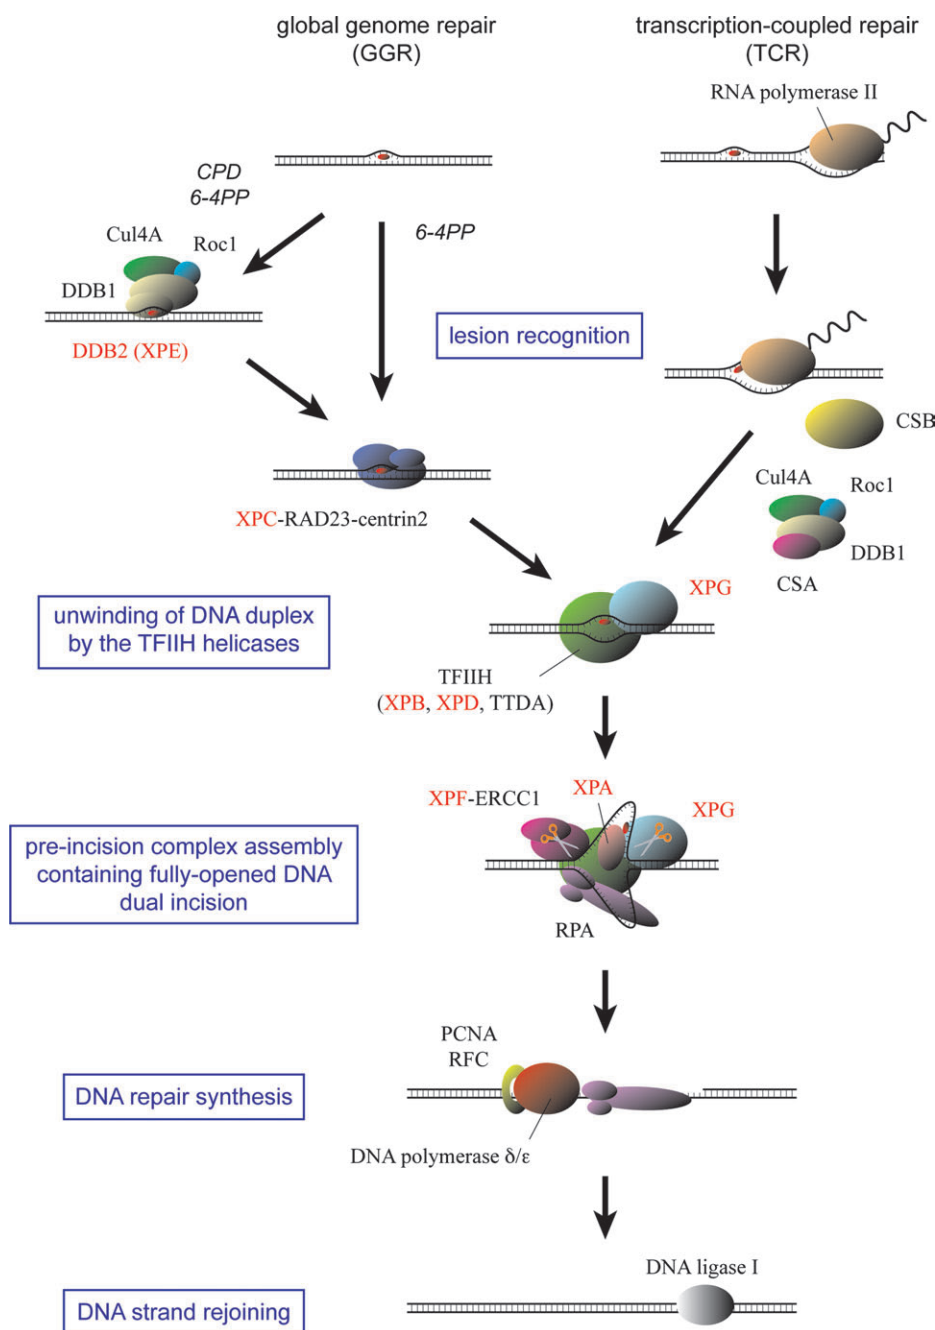 global genome repair
(GGR)
transcription-coupled repair
(TCR)
RNA polymerase II
CPD
6-4PP
6-4PP
Cul4A
Roc1
DDB1
DDB2 (XPE)
lesion recognition
CSB
XPC-RAD23-centrin2
Cul4A
Roc1
DDB1
CSA
unwinding of DNA duplex
by the TFIIH helicases
XPG
TFIIH
(XPB, XPD, TTDA)
XPF-ERCC1
XPA
XPG
pre-incision complex assembly
containing fully-opened DNA
dual incision
RPA
PCNA
RFC
DNA repair synthesis
DNA polymerase δ/ε
DNA ligase I
DNA strand rejoining